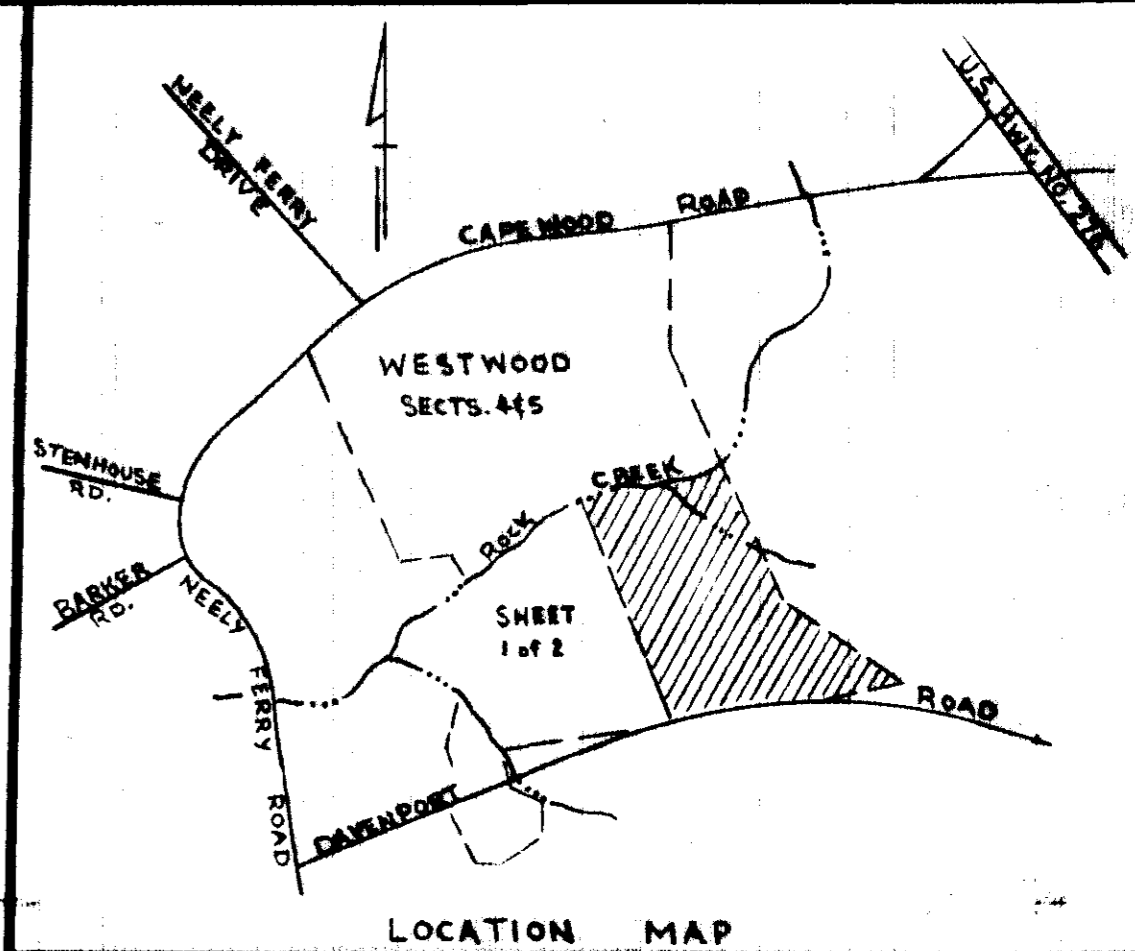 NEELY FERRY
DRIVE
U.S. HWY. NO. 276
CAPEWOOD ROAD
WESTWOOD
SECTS. 4&5
STENHOUSE
RD.
ROCK CREEK
BARKER
RD.
NEELY FERRY ROAD
SHEET
1 of 2
DAVENPORT ROAD
LOCATION MAP